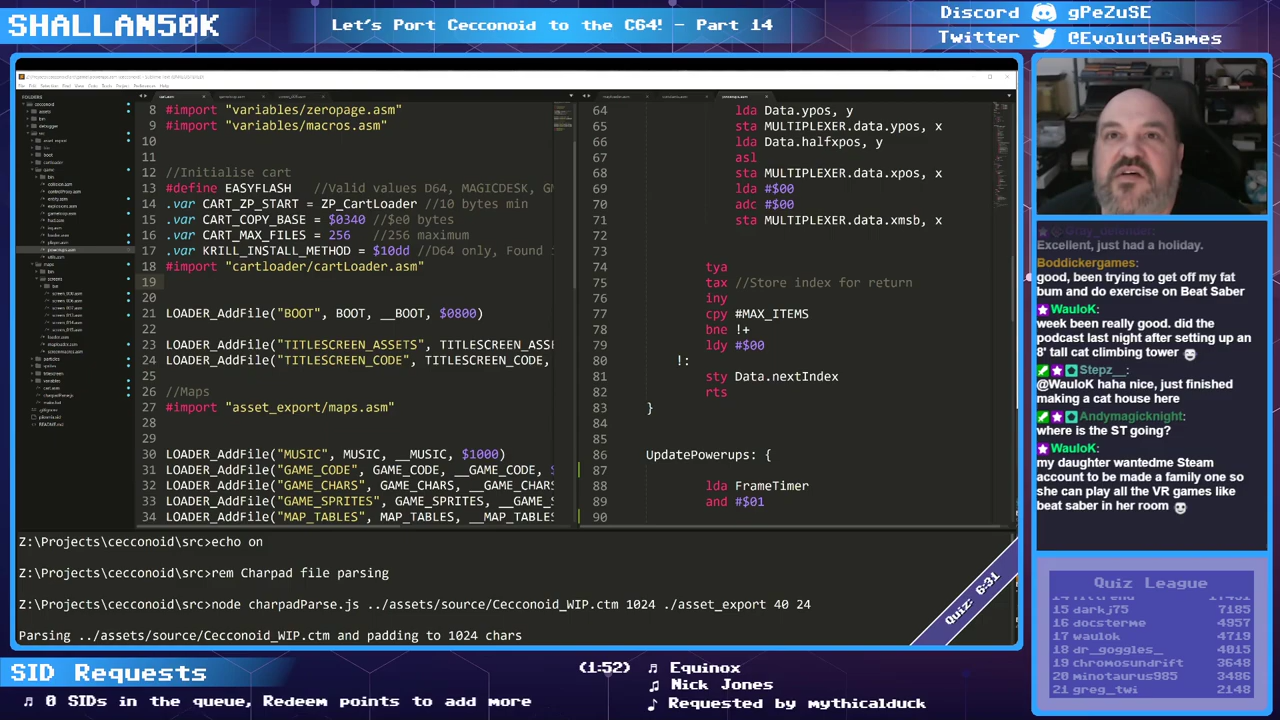 SHALLAN50K
Let's Port Cecconoid to the C64! - Part 14
Discord gPeZuSE
Twitter @EvoluteGames
8 #import "variables/zeropage.asm"
9 #import "variables/macros.asm"
10
11
12 //Initialise cart
13 #define EASYFLASH //Valid values D64, MAGICDESK, GM
14 .var CART_ZP_START = ZP_CartLoader //10 bytes min
15 .var CART_COPY_BASE = $0340 //$e0 bytes
16 .var CART_MAX_FILES = 256 //256 maximum
17 .var KRILL_INSTALL_METHOD = $10dd //D64 only, Found
18 #import "cartloader/cartLoader.asm"
19
20
21 LOADER_AddFile("BOOT", BOOT, __BOOT, $0800)
22
23 LOADER_AddFile("TITLESCREEN_ASSETS", TITLESCREEN_ASSE
24 LOADER_AddFile("TITLESCREEN_CODE", TITLESCREEN_CODE,
25
26 //Maps
27 #import "asset_export/maps.asm"
28
29
30 LOADER_AddFile("MUSIC", MUSIC, __MUSIC, $1000)
31 LOADER_AddFile("GAME_CODE", GAME_CODE, __GAME_CODE,
32 LOADER_AddFile("GAME_CHARS", GAME_CHARS, __GAME_CHARS
33 LOADER_AddFile("GAME_SPRITES", GAME_SPRITES, __GAME_S
34 LOADER_AddFile("MAP_TABLES", MAP_TABLES, __MAP_TABLES
64 lda Data.ypos, y
65 sta MULTIPLEXER.data.ypos, x
66 lda Data.halfxpos, y
67 asl
68 sta MULTIPLEXER.data.xpos, x
69 lda #$00
70 adc #$00
71 sta MULTIPLEXER.data.xmsb, x
72
73
74 tya
75 tax //Store index for return
76 iny
77 cpy #MAX_ITEMS
78 bne !+
79 ldy #$00
80 !:
81 sty Data.nextIndex
82 rts
83 }
84
85
86 UpdatePowerups: {
87
88 lda FrameTimer
89 and #$01
90
Z:\Projects\cecconoid\src>echo on
Z:\Projects\cecconoid\src>rem Charpad file parsing
Z:\Projects\cecconoid\src>node charpadParse.js ../assets/source/Cecconoid_WIP.ctm 1024 ./asset_export 40 24
Parsing ../assets/source/Cecconoid_WIP.ctm and padding to 1024 chars
Quiz: 6:31
Excellent, just had a holiday.
Boddickergames:
good, been trying to get off my fat
bum and do exercise on Beat Saber
WauloK:
week been really good. did the
podcast last night after setting up an
8' tall cat climbing tower
Stepz__:
@WauloK haha nice, just finished
making a cat house here
Andymagicknight:
where is the ST going?
WauloK:
my daughter wantedme Steam
account to be made a family one so
she can play all the VR games like
beat saber in her room
Quiz League
15 darkj75 7185
16 docsterme 4957
17 waulok 4719
18 dr_goggles_ 4015
19 chromosundrift 3648
20 minotaurus985 3486
21 greg_twi 2148
SID Requests
0 SIDs in the queue, Redeem points to add more
(1:52) Equinox
Nick Jones
Requested by mythicalduck